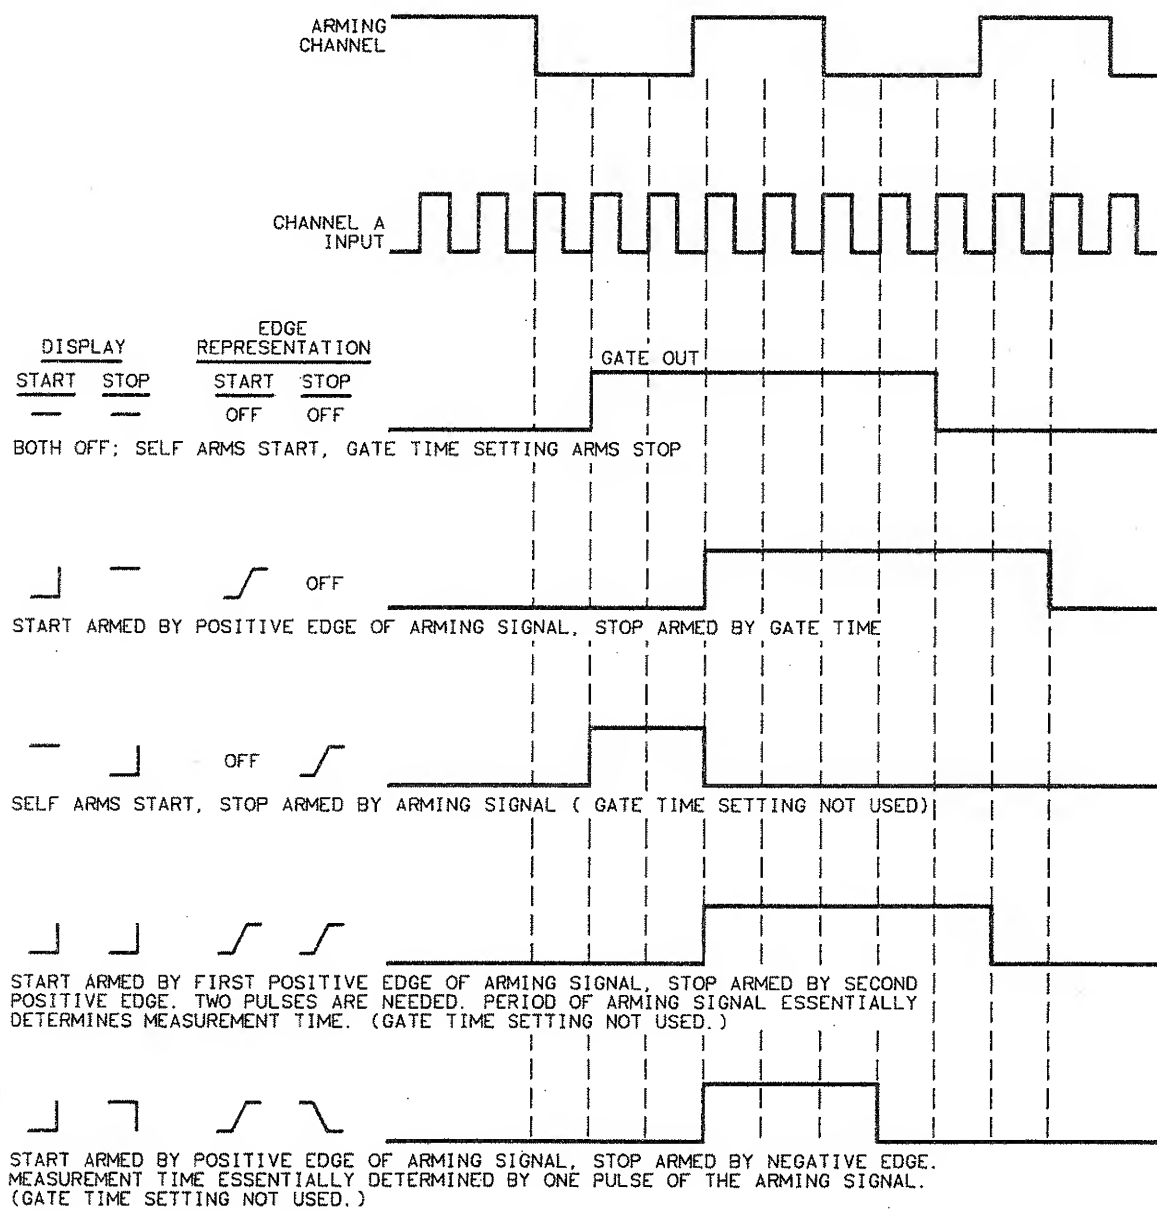 ARMING
CHANNEL
CHANNEL A
INPUT
EDGE
DISPLAY REPRESENTATION
GATE OUT
START STOP START STOP
OFF OFF
BOTH OFF; SELF ARMS START, GATE TIME SETTING ARMS STOP
OFF
START ARMED BY POSITIVE EDGE OF ARMING SIGNAL, STOP ARMED BY GATE TIME
OFF
SELF ARMS START, STOP ARMED BY ARMING SIGNAL ( GATE TIME SETTING NOT USED)
START ARMED BY FIRST POSITIVE EDGE OF ARMING SIGNAL, STOP ARMED BY SECOND
POSITIVE EDGE. TWO PULSES ARE NEEDED. PERIOD OF ARMING SIGNAL ESSENTIALLY
DETERMINES MEASUREMENT TIME. (GATE TIME SETTING NOT USED.)
START ARMED BY POSITIVE EDGE OF ARMING SIGNAL, STOP ARMED BY NEGATIVE EDGE.
MEASUREMENT TIME ESSENTIALLY DETERMINED BY ONE PULSE OF THE ARMING SIGNAL.
(GATE TIME SETTING NOT USED.)